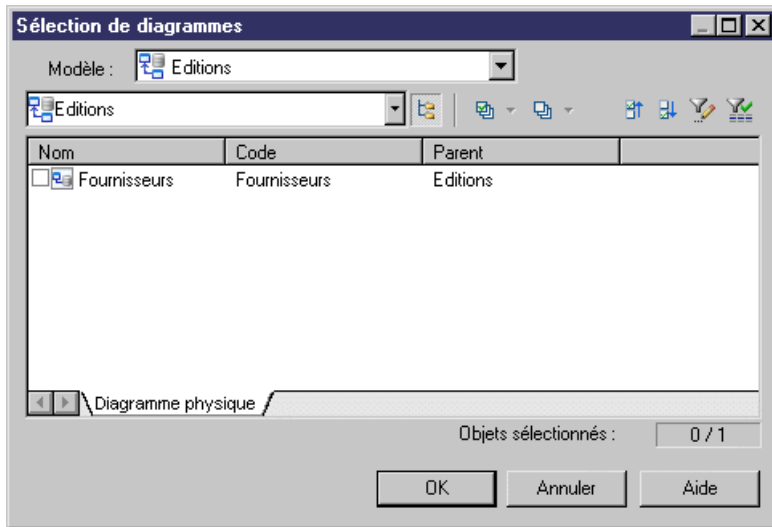 Sélection de diagrammes
Modèle : Editions
Editions
Nom Code Parent
Fournisseurs Fournisseurs Editions
Diagramme physique
Objets sélectionnés : 0 / 1
OK Annuler Aide